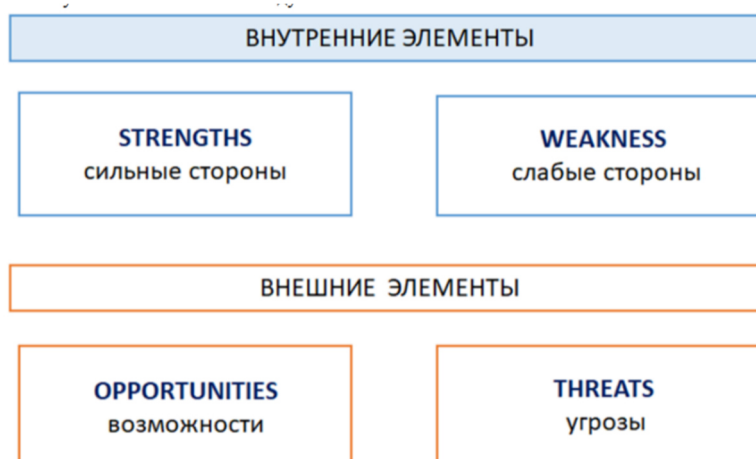 ВНУТРЕННИЕ ЭЛЕМЕНТЫ
STRENGTHS
сильные стороны
WEAKNESS
слабые стороны
ВНЕШНИЕ ЭЛЕМЕНТЫ
OPPORTUNITIES
возможности
THREATS
угрозы